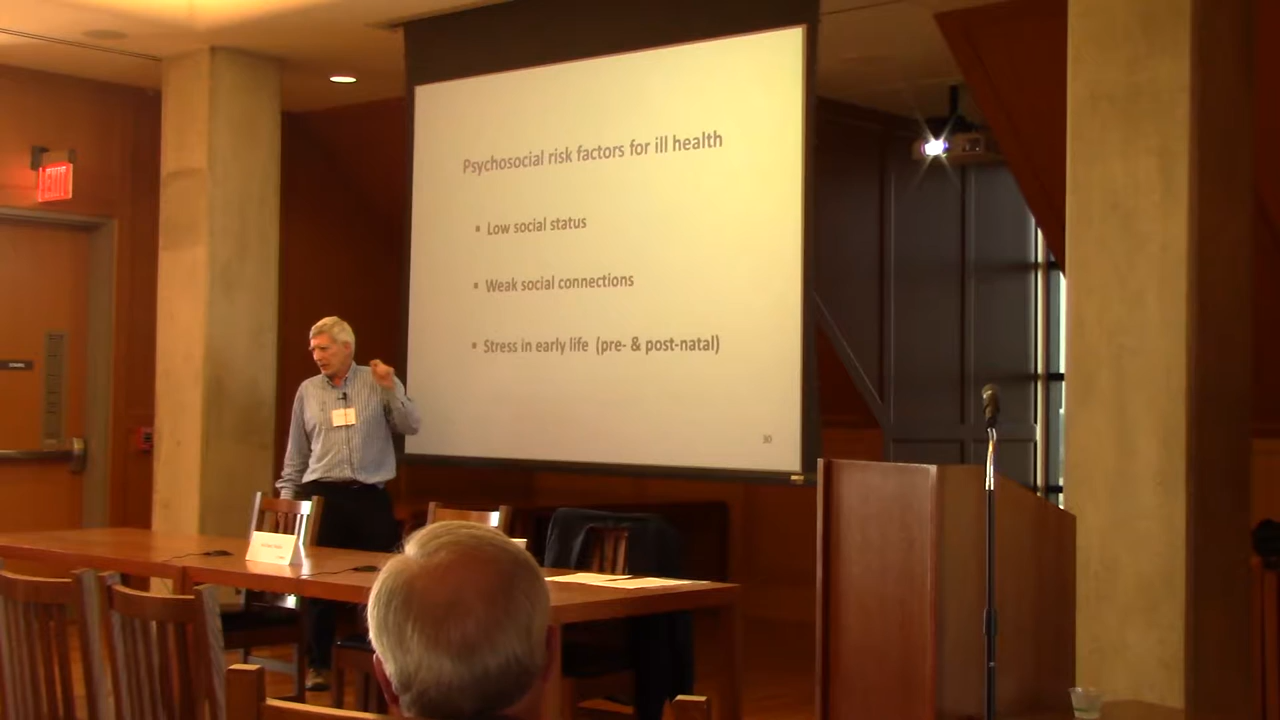 EXIT
Psychosocial risk factors for ill health
▪ Low social status
▪ Weak social connections
▪ Stress in early life (pre- & post-natal)
30